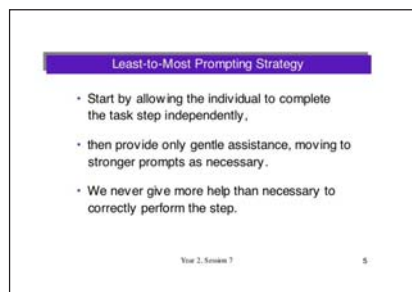 Least-to-Most Prompting Strategy
• Start by allowing the individual to complete
the task step independently,
• then provide only gentle assistance, moving to
stronger prompts as necessary.
• We never give more help than necessary to
correctly perform the step.
Year 2, Session 7
5